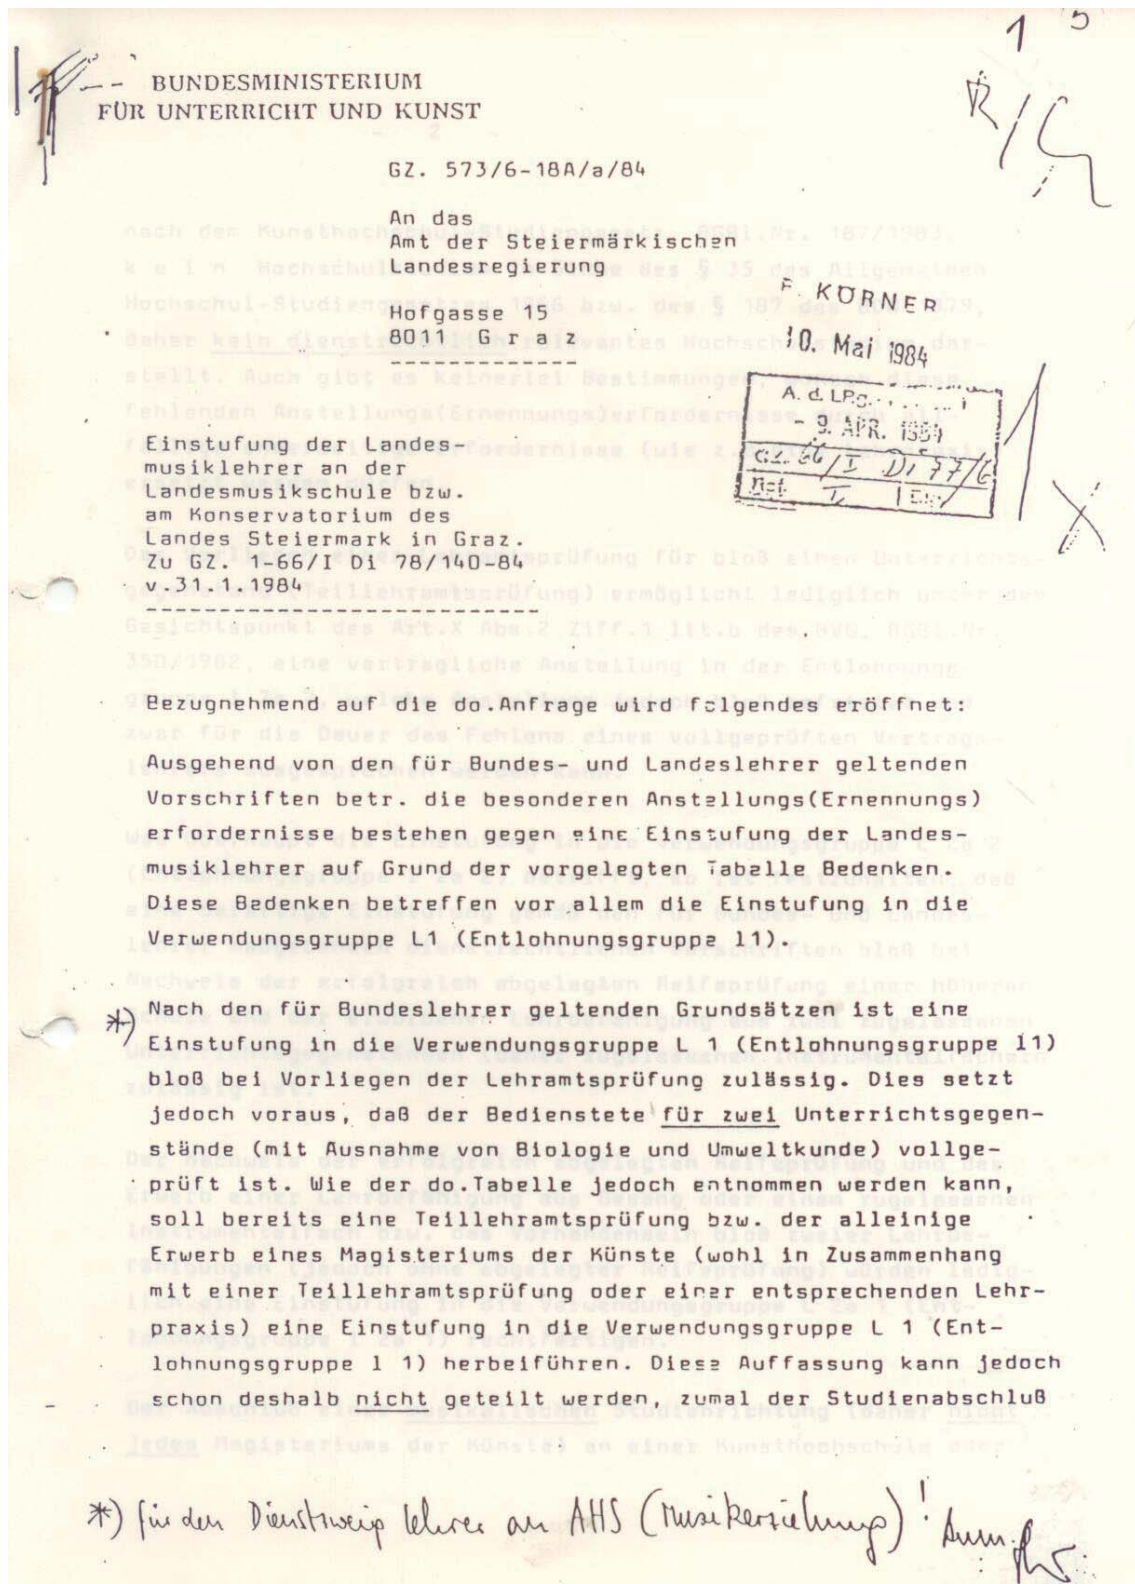 1 5
BUNDESMINISTERIUM
FÜR UNTERRICHT UND KUNST
GZ. 573/6-18A/a/84
An das
Amt der Steiermärkischen
Landesregierung
Hofgasse 15
8011 G r a z
F. KÖRNER
10. Mai 1984
A. d. LPg.
- 9. APR. 1984
GZ. 66/I Di 77/6
Einstufung der Landes-
musiklehrer an der
Landesmusikschule bzw.
am Konservatorium des
Landes Steiermark in Graz.
Zu GZ. 1-66/I Di 78/140-84
v.31.1.1984
Bezugnehmend auf die do.Anfrage wird folgendes eröffnet:
Ausgehend von den für Bundes- und Landeslehrer geltenden
Vorschriften betr. die besonderen Anstellungs(Ernennungs)
erfordernisse bestehen gegen eine Einstufung der Landes-
musiklehrer auf Grund der vorgelegten Tabelle Bedenken.
Diese Bedenken betreffen vor allem die Einstufung in die
Verwendungsgruppe L1 (Entlohnungsgruppe l1).
*) Nach den für Bundeslehrer geltenden Grundsätzen ist eine
Einstufung in die Verwendungsgruppe L 1 (Entlohnungsgruppe l1)
bloß bei Vorliegen der Lehramtsprüfung zulässig. Dies setzt
jedoch voraus, daß der Bedienstete für zwei Unterrichtsgegen-
stände (mit Ausnahme von Biologie und Umweltkunde) vollge-
prüft ist. Wie der do.Tabelle jedoch entnommen werden kann,
soll bereits eine Teillehramtsprüfung bzw. der alleinige
Erwerb eines Magisteriums der Künste (wohl in Zusammenhang
mit einer Teillehramtsprüfung oder einer entsprechenden Lehr-
praxis) eine Einstufung in die Verwendungsgruppe L 1 (Ent-
lohnungsgruppe l 1) herbeiführen. Diese Auffassung kann jedoch
schon deshalb nicht geteilt werden, zumal der Studienabschluß
*) für den Dienstzweig Lehrer an AHS (Musikerziehung)! Anm.